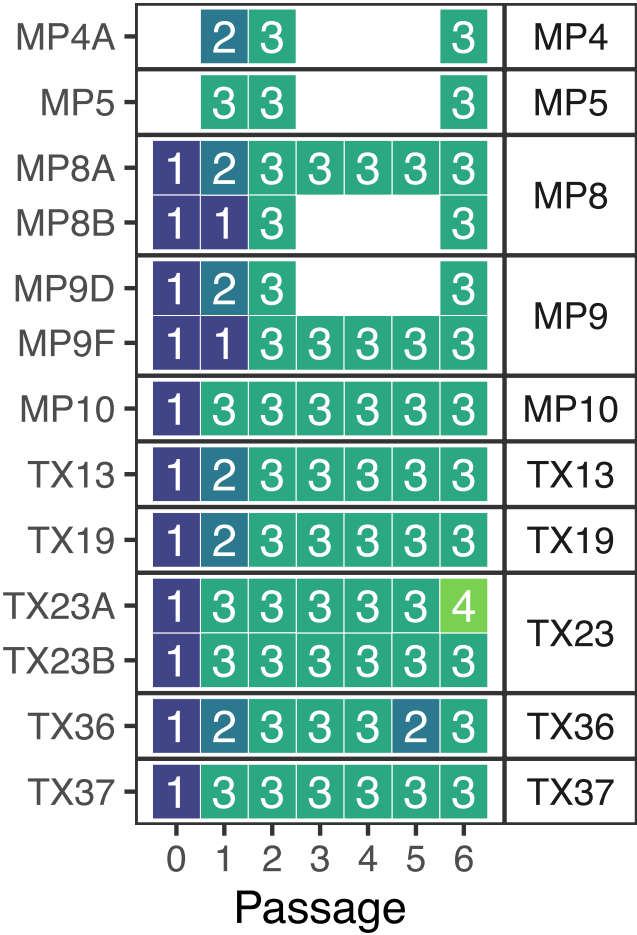 MP4A 2 3 3 MP4
MP5 3 3 3 MP5
MP8A 1 2 3 3 3 3 3
MP8
MP8B 1 1 3 3
MP9D 1 2 3 3
MP9
MP9F 1 1 3 3 3 3 3
MP10 1 3 3 3 3 3 3 MP10
TX13 1 2 3 3 3 3 3 TX13
TX19 1 2 3 3 3 3 3 TX19
TX23A 1 3 3 3 3 3 4
TX23
TX23B 1 3 3 3 3 3 3
TX36 1 2 3 3 3 2 3 TX36
TX37 1 3 3 3 3 3 3 TX37
0 1 2 3 4 5 6
Passage